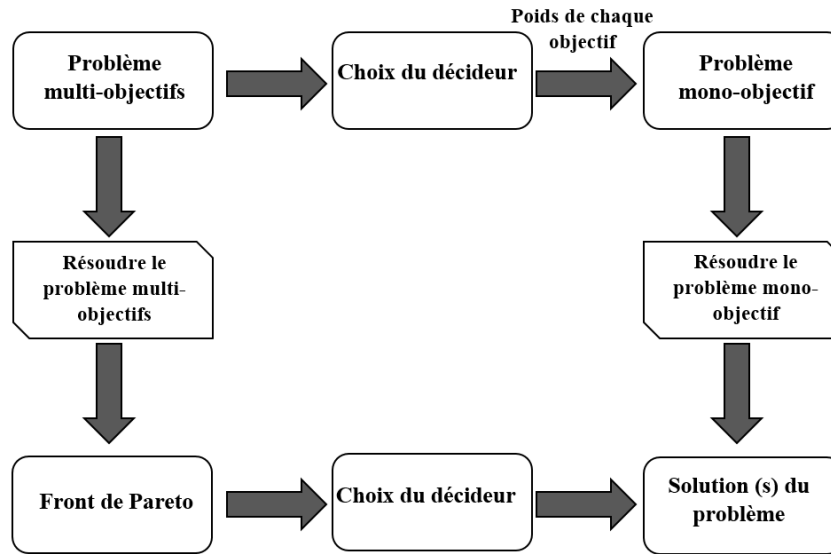 Poids de chaque
objectif
Problème
multi-objectifs
Choix du décideur
Problème
mono-objectif
Résoudre le
problème multi-
objectifs
Résoudre le
problème mono-
objectif
Front de Pareto
Choix du décideur
Solution (s) du
problème